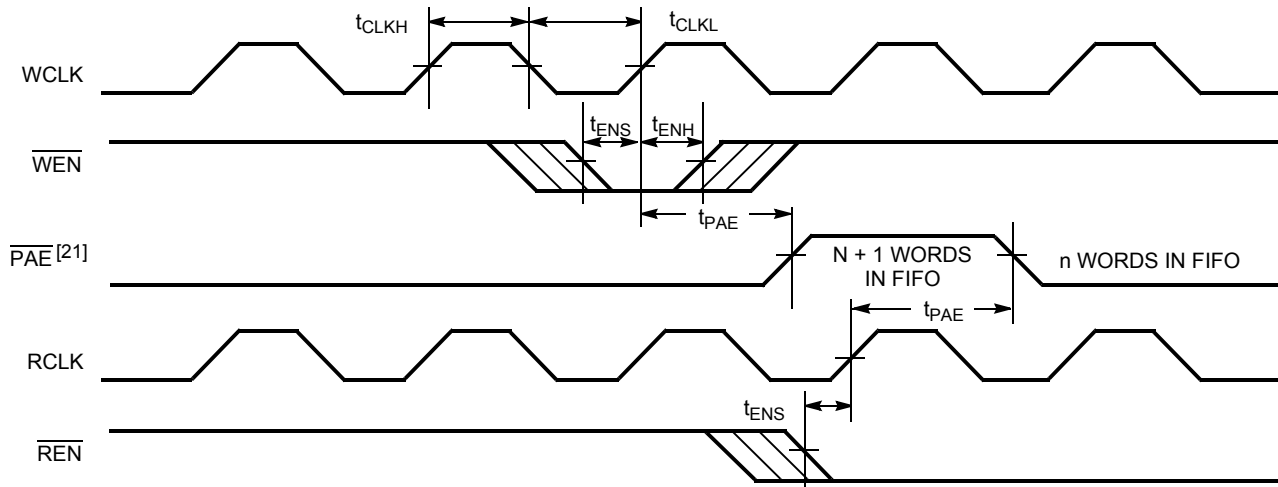 tCLKH
tCLKL
WCLK
tENS
tENH
WEN
tPAE
PAE [21]
N + 1 WORDS
IN FIFO
n WORDS IN FIFO
tPAE
RCLK
tENS
REN